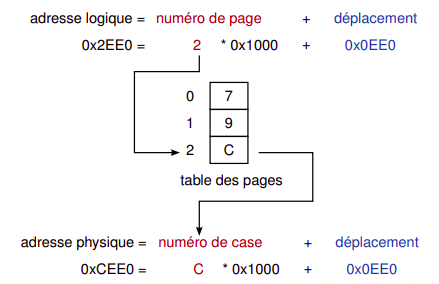 adresse logique = numéro de page + déplacement
0x2EE0 = 2 * 0x1000 + 0x0EE0
0 7
1 9
2 C
table des pages
adresse physique = numéro de case + déplacement
0xCEE0 = C * 0x1000 + 0x0EE0